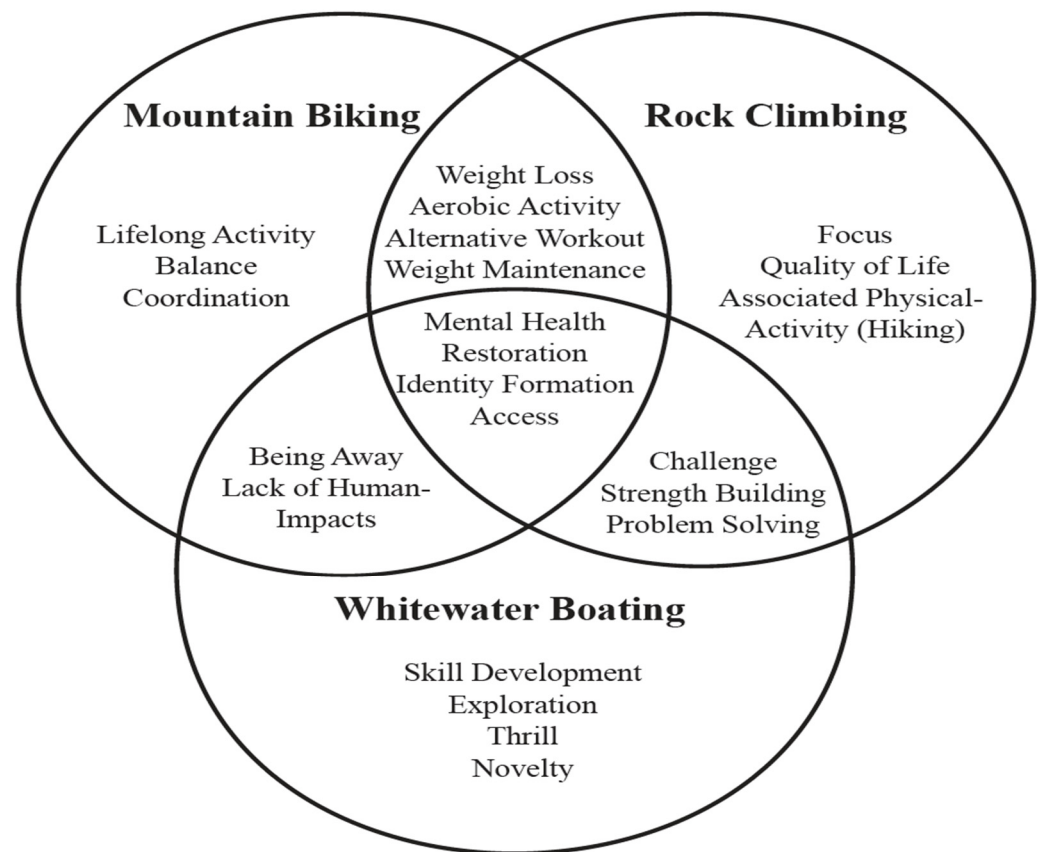 Mountain Biking
Rock Climbing
Weight Loss
Aerobic Activity
Alternative Workout
Weight Maintenance
Lifelong Activity
Balance
Coordination
Focus
Quality of Life
Associated Physical-
Activity (Hiking)
Mental Health
Restoration
Identity Formation
Access
Being Away
Lack of Human-
Impacts
Challenge
Strength Building
Problem Solving
Whitewater Boating
Skill Development
Exploration
Thrill
Novelty